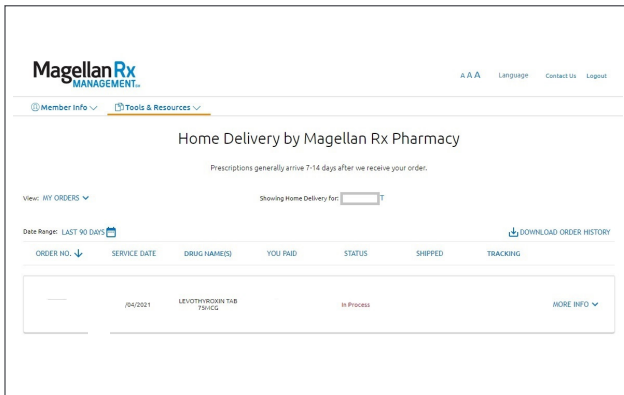 Magellan Rx
MANAGEMENT
A A A Language Contact Us Logout
Member Info Tools & Resources
Home Delivery by Magellan Rx Pharmacy
Prescriptions generally arrive 7-14 days after we receive your order.
View: MY ORDERS Showing Home Delivery for: T
Date Range: LAST 90 DAYS DOWNLOAD ORDER HISTORY
ORDER NO. SERVICE DATE DRUG NAME(S) YOU PAID STATUS SHIPPED TRACKING
/04/2021 LEVOTHYROXIN TAB In Process MORE INFO
75MCG